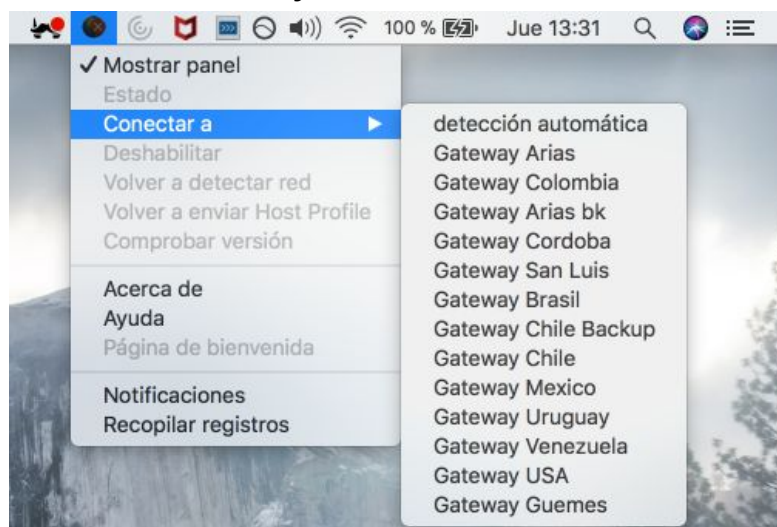 100 % Jue 13:31
✓ Mostrar panel
Estado
Conectar a
Deshabilitar
Volver a detectar red
Volver a enviar Host Profile
Comprobar versión
Acerca de
Ayuda
Página de bienvenida
Notificaciones
Recopilar registros
detección automática
Gateway Arias
Gateway Colombia
Gateway Arias bk
Gateway Cordoba
Gateway San Luis
Gateway Brasil
Gateway Chile Backup
Gateway Chile
Gateway Mexico
Gateway Uruguay
Gateway Venezuela
Gateway USA
Gateway Guemes